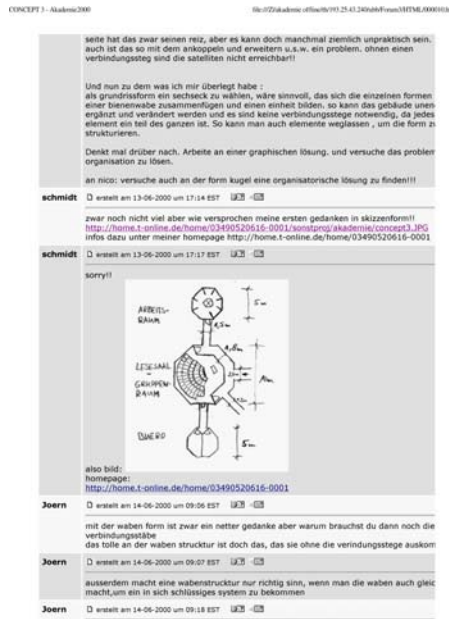 CONCEPT 3 - Akademie2000
seite hat das zwar seinen reiz, aber es kann doch manchmal ziemlich unpraktisch sein.
auch ist das so mit dem ankoppeln und erweitern u.s.w. ein problem. ohnen einen
verbindungssteg sind die satelliten nicht erreichbar!!
Und nun zu dem was ich mir überlegt habe :
als grundrissform ein sechseck zu wählen, wäre sinnvoll, das sich die einzelnen formen
einer bienenwabe zusammenfügen und einen einheit bilden. so kann das gebäude unen
ergänzt und verändert werden und es sind keine verbindungsstege notwendig, da jedes
element ein teil des ganzen ist. So kann man auch elemente weglassen , um die form zu
strukturieren.
Denkt mal drüber nach. Arbeite an einer graphischen lösung. und versuche das problem
organisation zu lösen.
an nico: versuche auch an der form kugel eine organisatorische lösung zu finden!!!
schmidt erstellt am 13-06-2000 um 17:14 EST
zwar noch nicht viel aber wie versprochen meine ersten gedanken in skizzenform!!
http://home.t-online.de/home/03490520616-0001/sonstproj/akademie/concept3.JPG
infos dazu unter meiner homepage http://home.t-online.de/home/03490520616-0001
schmidt erstellt am 13-06-2000 um 17:17 EST
sorry!!
ARBEITS-
RAUM
5m
1,5m
1,8m
LESESAAL
GRUPPEN-
RAUM
10m
BUERO
5m
also bild:
homepage:
http://home.t-online.de/home/03490520616-0001
Joern erstellt am 14-06-2000 um 09:06 EST
mit der waben form ist zwar ein netter gedanke aber warum brauchst du dann noch die
verbindungsstäbe
das tolle an der waben strucktur ist doch das, das sie ohne die verindungsstege auskom
Joern erstellt am 14-06-2000 um 09:07 EST
ausserdem macht eine wabenstrucktur nur richtig sinn, wenn man die waben auch gleic
macht,um ein in sich schlüssiges system zu bekommen
Joern erstellt am 14-06-2000 um 09:18 EST